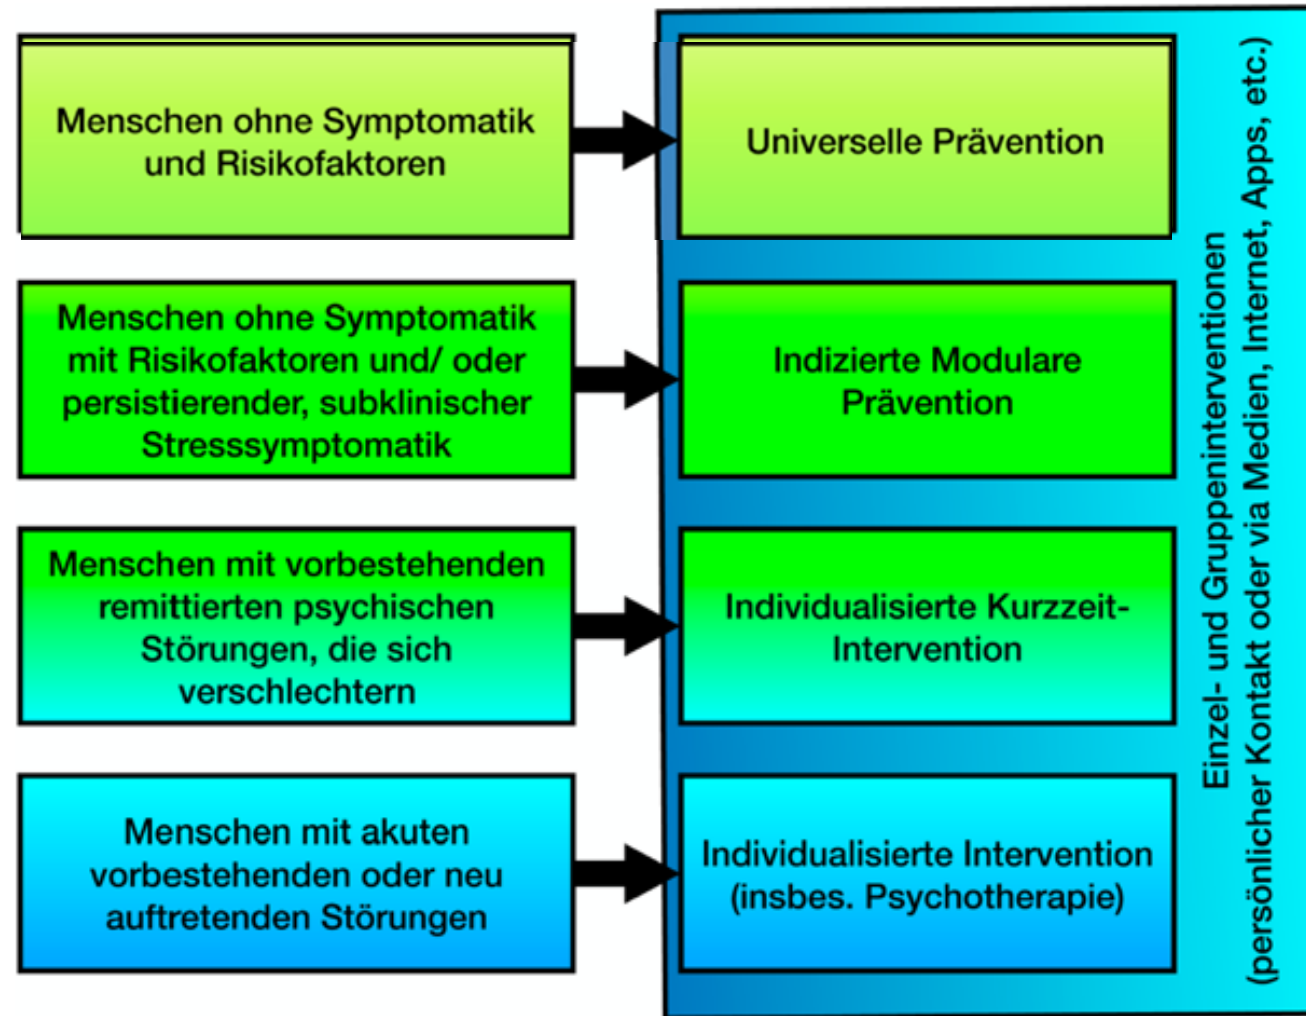 Menschen ohne Symptomatik
und Risikofaktoren
Universelle Prävention
Menschen ohne Symptomatik
mit Risikofaktoren und/ oder
persistierender, subklinischer
Stresssymptomatik
Indizierte Modulare
Prävention
Menschen mit vorbestehenden
remittierten psychischen
Störungen, die sich
verschlechtern
Individualisierte Kurzzeit-
Intervention
Menschen mit akuten
vorbestehenden oder neu
auftretenden Störungen
Individualisierte Intervention
(insbes. Psychotherapie)
Einzel- und Gruppeninterventionen
(persönlicher Kontakt oder via Medien, Internet, Apps, etc.)